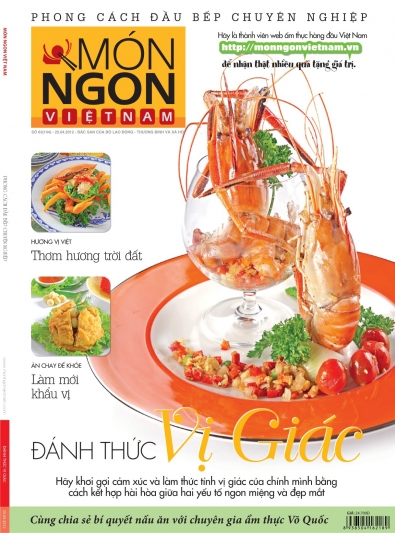 PHONG CÁCH ĐẦU BẾP CHUYÊN NGHIỆP
MÓN NGON VIỆT NAM
Hãy là thành viên web ẩm thực hàng đầu Việt Nam
http://monngonvietnam.vn
để nhận thật nhiều quà tặng giá trị.
MÓN
NGON
VIỆTNAM
HƯƠNG VỊ VIỆT
Thơm hương trời đất
ĂN CHAY ĐỂ KHỎE
Làm mới
khẩu vị
ĐÁNH THỨC Vị Giác
Hãy khơi gợi cảm xúc và làm thức tỉnh vị giác của chính mình bằng
cách kết hợp hài hòa giữa hai yếu tố ngon miệng và đẹp mắt
Cùng chia sẻ bí quyết nấu ăn với chuyên gia ẩm thực Võ Quốc